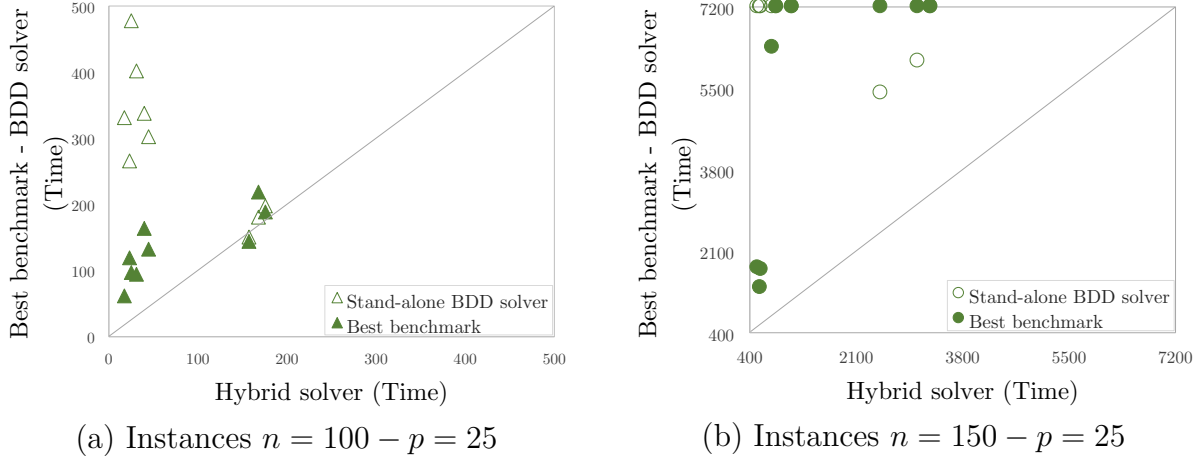 Best benchmark - BDD solver
(Time)
500
400
300
200
100
0
0 100 200 300 400 500
Stand-alone BDD solver
Best benchmark
Hybrid solver (Time)
(a) Instances n = 100 − p = 25
Best benchmark - BDD solver
(Time)
7200
5500
3800
2100
400
400 2100 3800 5500 7200
Stand-alone BDD solver
Best benchmark
Hybrid solver (Time)
(b) Instances n = 150 − p = 25